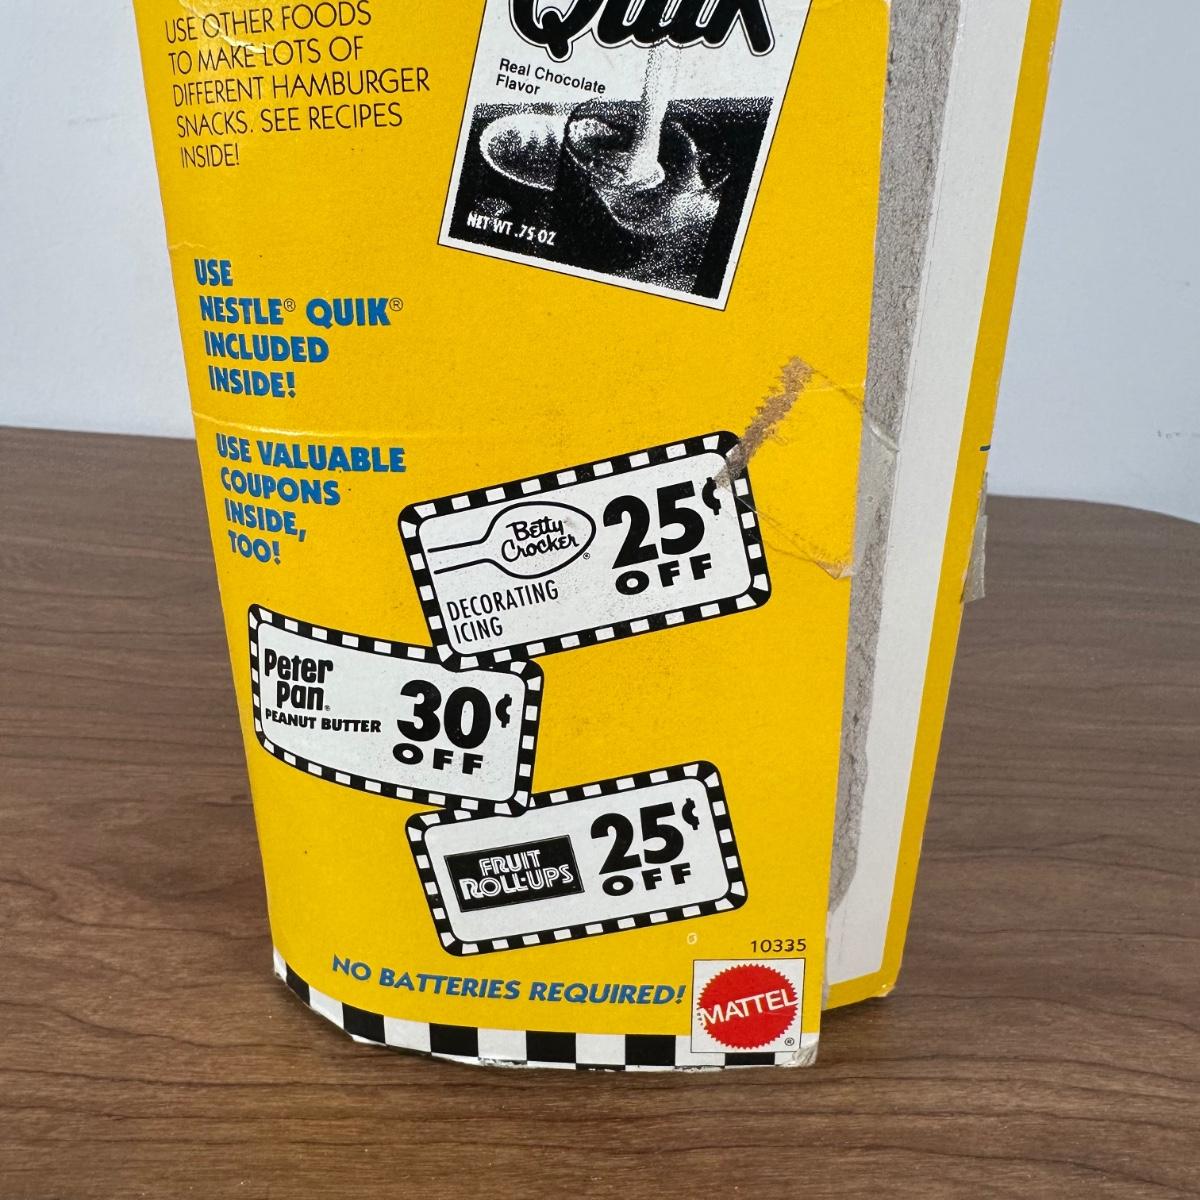 USE OTHER FOODS
TO MAKE LOTS OF
DIFFERENT HAMBURGER
SNACKS. SEE RECIPES
INSIDE!
Quik
Real Chocolate
Flavor
NET WT .75 OZ
USE
NESTLE® QUIK®
INCLUDED
INSIDE!
USE VALUABLE
COUPONS
INSIDE,
TOO!
Betty
Crocker®
DECORATING
ICING
25¢
OFF
Peter
Pan®
PEANUT BUTTER
30¢
OFF
FRUIT
ROLL-UPS
25¢
OFF
NO BATTERIES REQUIRED!
10335
MATTEL
®